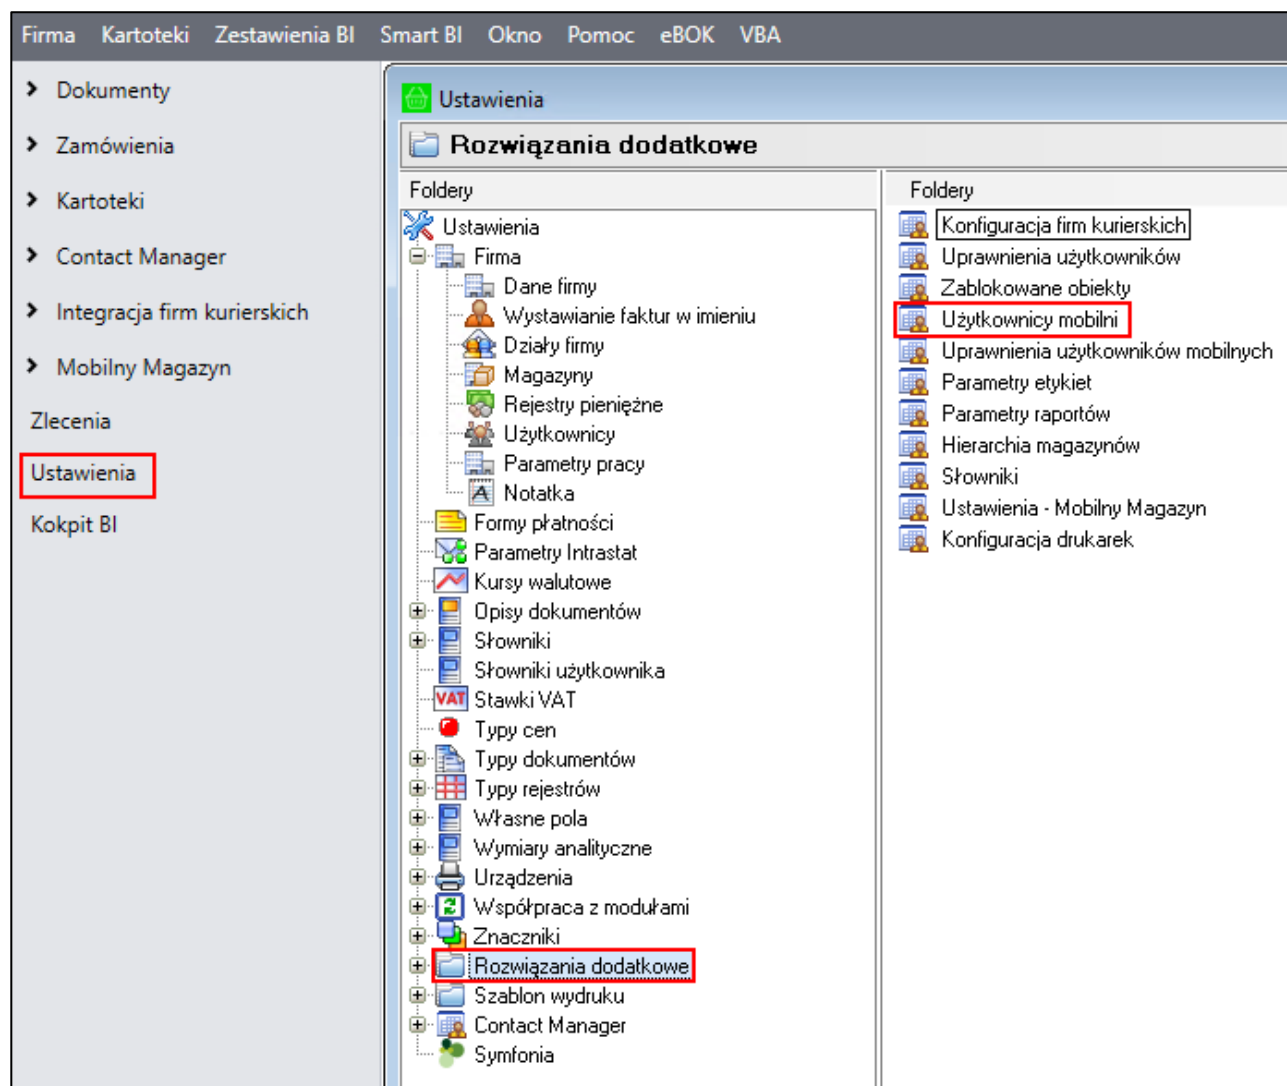 Firma Kartoteki Zestawienia BI Smart BI Okno Pomoc eBOK VBA
Dokumenty
Zamówienia
Kartoteki
Contact Manager
Integracja firm kurierskich
Mobilny Magazyn
Zlecenia
Ustawienia
Kokpit BI
Ustawienia
Rozwiązania dodatkowe
Foldery
Ustawienia
Firma
Dane firmy
Wystawianie faktur w imieniu
Działy firmy
Magazyny
Rejestry pieniężne
Użytkownicy
Parametry pracy
Notatka
Formy płatności
Parametry Intrastat
Kursy walutowe
Opisy dokumentów
Słowniki
Słowniki użytkownika
VAT Stawki VAT
Typy cen
Typy dokumentów
Typy rejestrów
Własne pola
Wymiary analityczne
Urządzenia
Współpraca z modułami
Znaczniki
Rozwiązania dodatkowe
Szablon wydruku
Contact Manager
Symfonia
Foldery
Konfiguracja firm kurierskich
Uprawnienia użytkowników
Zablokowane obiekty
Użytkownicy mobilni
Uprawnienia użytkowników mobilnych
Parametry etykiet
Parametry raportów
Hierarchia magazynów
Słowniki
Ustawienia - Mobilny Magazyn
Konfiguracja drukarek